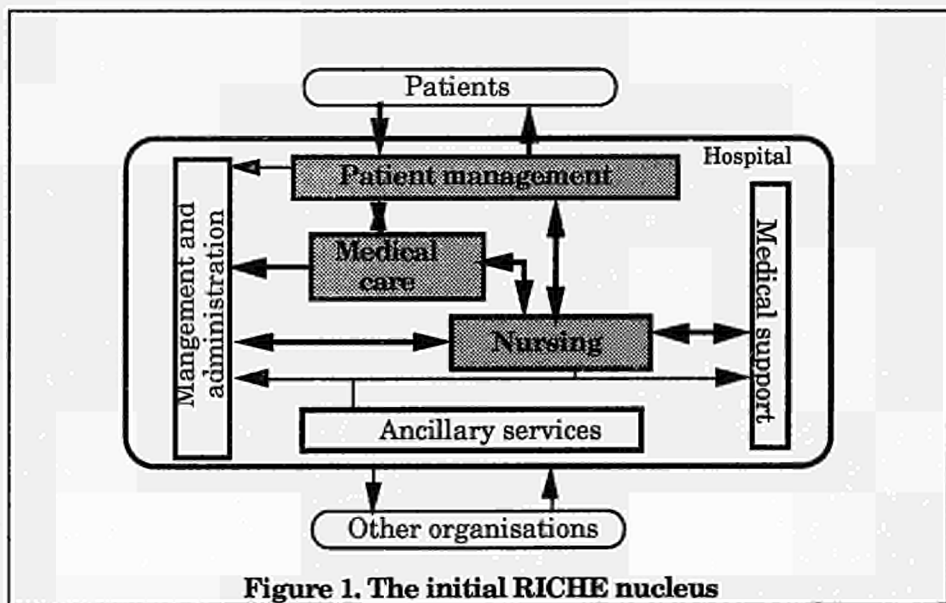 Patients
Hospital
Patient management
Mangement and
administration
Medical
care
Medical support
Nursing
Ancillary services
Other organisations
Figure 1. The initial RICHE nucleus